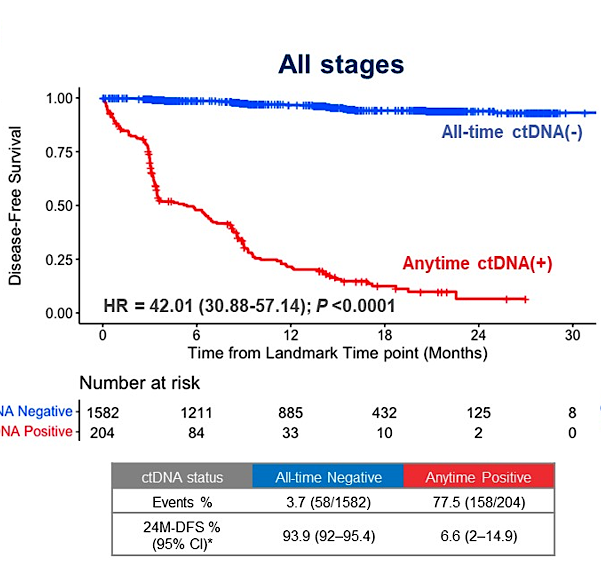 All stages
1.00
0.75
0.50
0.25
0.00
Disease-Free Survival
All-time ctDNA(-)
Anytime ctDNA(+)
HR = 42.01 (30.88-57.14); P <0.0001
0 6 12 18 24 30
Time from Landmark Time point (Months)
Number at risk
NA Negative 1582 1211 885 432 125 8
NA Positive 204 84 33 10 2 0
ctDNA status All-time Negative Anytime Positive
Events % 3.7 (58/1582) 77.5 (158/204)
24M-DFS %
(95% CI)* 93.9 (92–95.4) 6.6 (2–14.9)